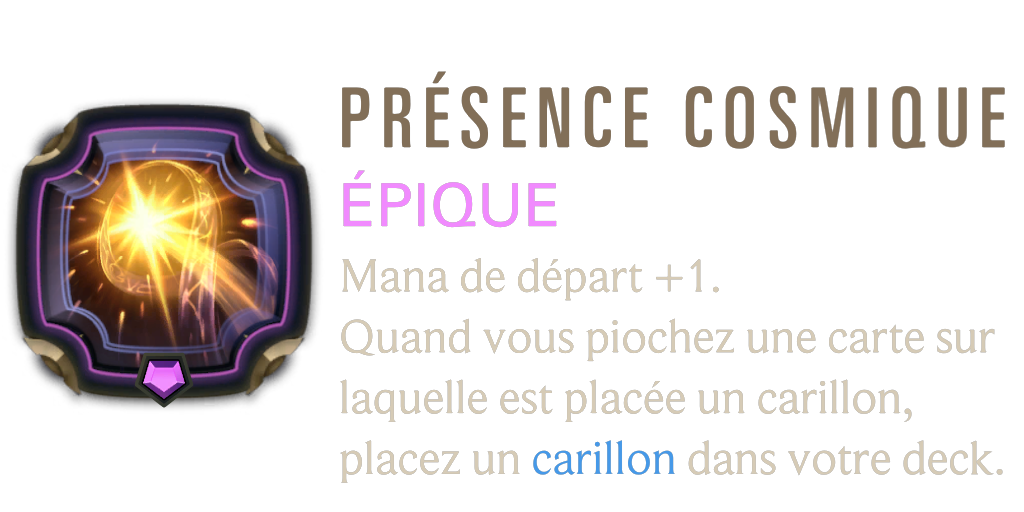 PRÉSENCE COSMIQUE
ÉPIQUE
Mana de départ +1.
Quand vous piochez une carte sur
laquelle est placée un carillon,
placez un carillon dans votre deck.